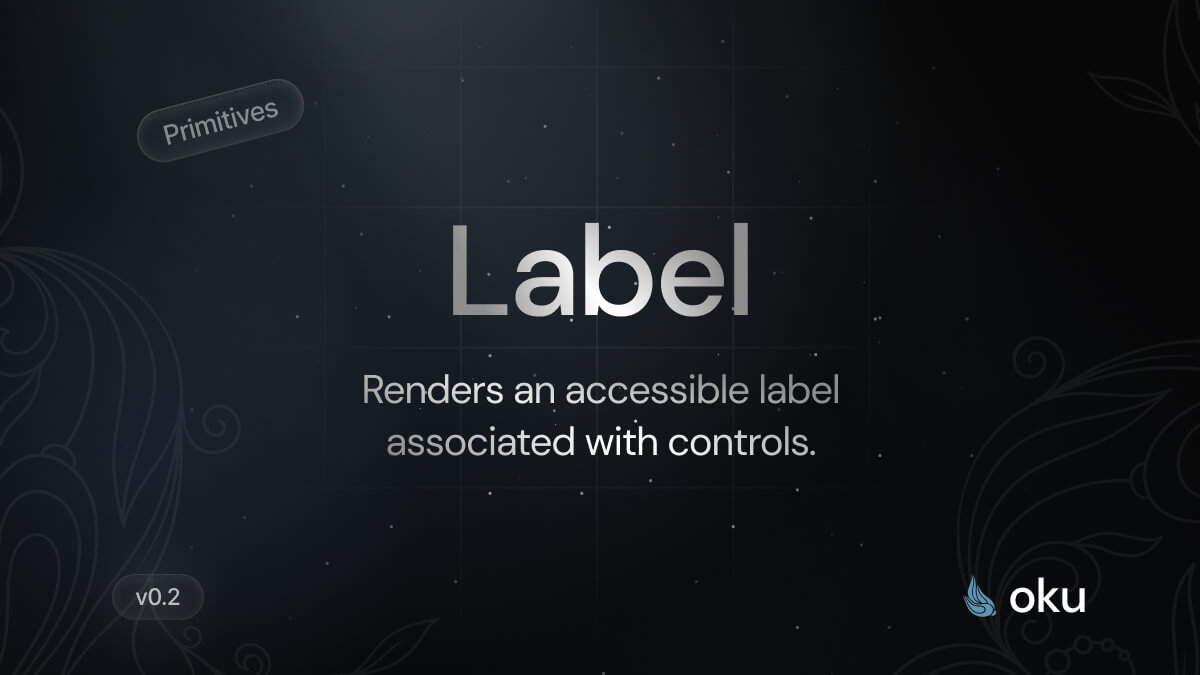 Primitives
Label
Renders an accessible label
associated with controls.
v0.2
oku